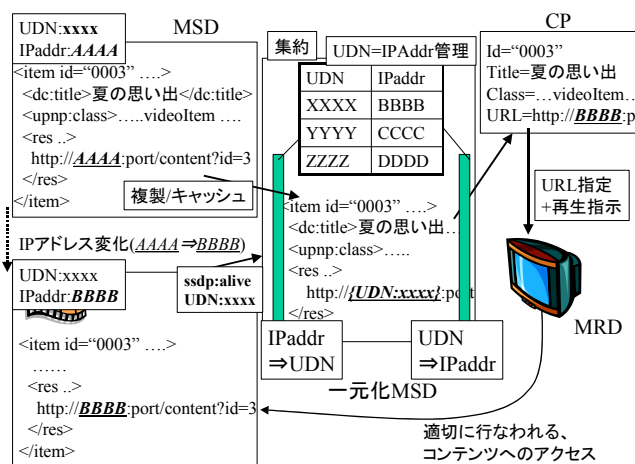 MSD
UDN:xxxx
IPaddr:AAAA
<item id="0003" ….>
<dc:title>夏の思い出</dc:title>
<upnp:class>…..videoItem ….
<res ..>
http://AAAA:port/content?id=3
</res>
</item>
複製/キャッシュ
IPアドレス変化(AAAA⇒BBBB)
UDN:xxxx
IPaddr:BBBB
<item id="0003" ….>
……
<res ..>
http://BBBB:port/content?id=3
</res>
</item>
ssdp:alive
UDN:xxxx
集約
UDN=IPAddr管理
UDN IPaddr
XXXX BBBB
YYYY CCCC
ZZZZ DDDD
<item id="0003" ….>
<dc:title>夏の思い出…
<upnp:class>…..
<res ..>
http://{UDN:xxxx}:port
</res>
IPaddr
⇒UDN
UDN
⇒IPaddr
一元化MSD
CP
Id="0003"
Title=夏の思い出
Class=…videoItem…
URL=http://BBBB:p
URL指定
+再生指示
MRD
適切に行なわれる、
コンテンツへのアクセス